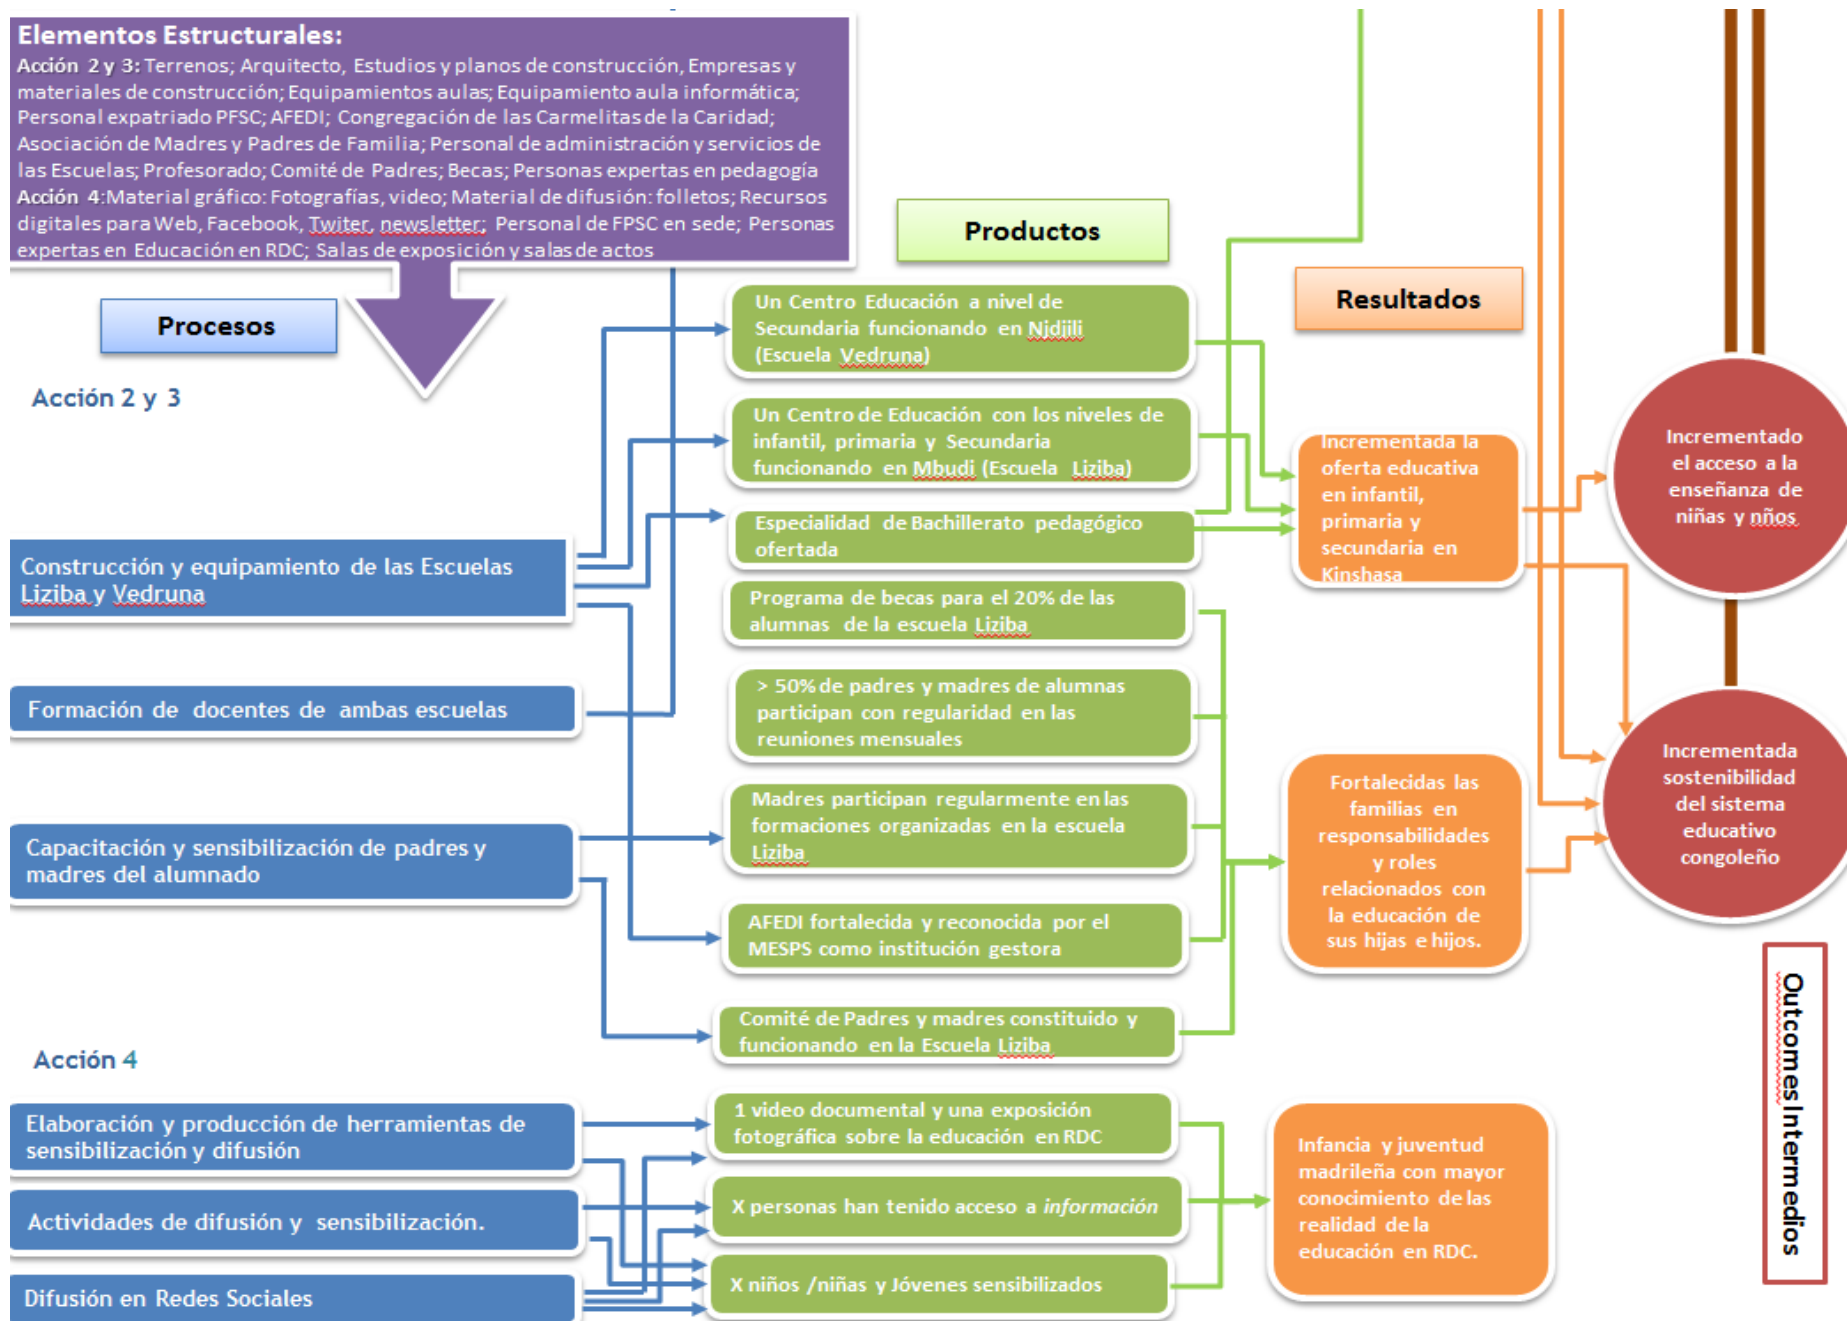 Elementos Estructurales:
Acción 2 y 3: Terrenos; Arquitecto, Estudios y planos de construcción, Empresas y
materiales de construcción; Equipamientos aulas; Equipamiento aula informática;
Personal expatriado PFSC; AFEDI; Congregación de las Carmelitas de la Caridad;
Asociación de Madres y Padres de Familia; Personal de administración y servicios de
las Escuelas; Profesorado; Comité de Padres; Becas; Personas expertas en pedagogía
Acción 4: Material gráfico: Fotografías, video; Material de difusión: folletos; Recursos
digitales para Web, Facebook, Twiter, newsletter; Personal de FPSC en sede; Personas
expertas en Educación en RDC; Salas de exposición y salas de actos
Procesos
Productos
Resultados
Acción 2 y 3
Construcción y equipamiento de las Escuelas
Liziba y Vedruna
Formación de docentes de ambas escuelas
Capacitación y sensibilización de padres y
madres del alumnado
Acción 4
Elaboración y producción de herramientas de
sensibilización y difusión
Actividades de difusión y sensibilización.
Difusión en Redes Sociales
Un Centro Educación a nivel de
Secundaria funcionando en Njdjili
(Escuela Vedruna)
Un Centro de Educación con los niveles de
infantil, primaria y Secundaria
funcionando en Mbudi (Escuela Liziba)
Especialidad de Bachillerato pedagógico
ofertada
Programa de becas para el 20% de las
alumnas de la escuela Liziba
> 50% de padres y madres de alumnas
participan con regularidad en las
reuniones mensuales
Madres participan regularmente en las
formaciones organizadas en la escuela
Liziba
AFEDI fortalecida y reconocida por el
MESPS como institución gestora
Comité de Padres y madres constituido y
funcionando en la Escuela Liziba
1 video documental y una exposición
fotográfica sobre la educación en RDC
X personas han tenido acceso a información
X niños /niñas y Jóvenes sensibilizados
Incrementada la
oferta educativa
en infantil,
primaria y
secundaria en
Kinshasa
Fortalecidas las
familias en
responsabilidades
y roles
relacionados con
la educación de
sus hijas e hijos.
Infancia y juventud
madrileña con mayor
conocimiento de las
realidad de la
educación en RDC.
Incrementado
el acceso a la
enseñanza de
niñas y nños
Incrementada
sostenibilidad
del sistema
educativo
congoleño
Outcomes Intermedios